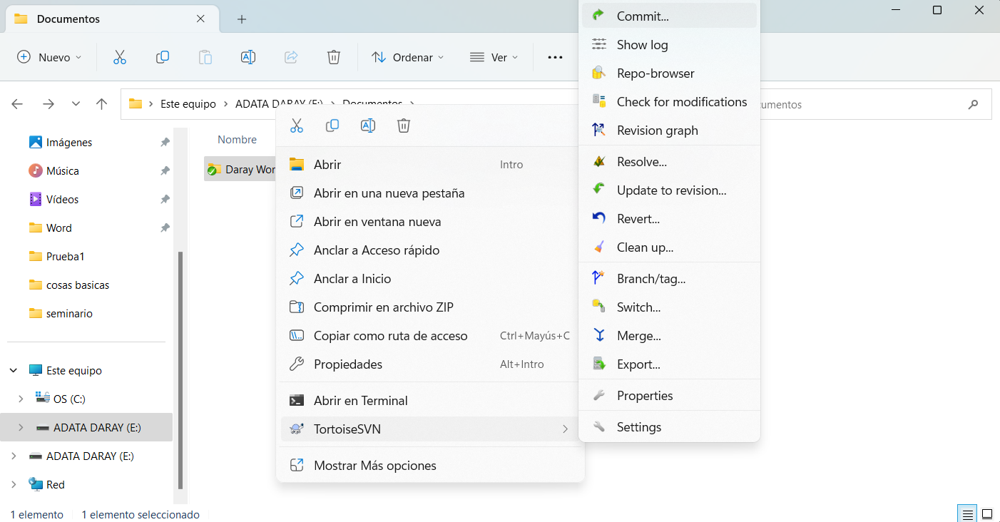 Documentos
Nuevo
Ordenar
Ver
Este equipo
ADATA DARAY (E:)
Documentos
cumentos
Imágenes
Música
Vídeos
Word
Prueba1
cosas basicas
seminario
Este equipo
OS (C:)
ADATA DARAY (E:)
ADATA DARAY (E:)
Red
Nombre
Daray Wor
Abrir Intro
Abrir en una nueva pestaña
Abrir en ventana nueva
Anclar a Acceso rápido
Anclar a Inicio
Comprimir en archivo ZIP
Copiar como ruta de acceso Ctrl+Mayús+C
Propiedades Alt+Intro
Abrir en Terminal
TortoiseSVN
Mostrar Más opciones
Commit...
Show log
Repo-browser
Check for modifications
Revision graph
Resolve...
Update to revision...
Revert...
Clean up...
Branch/tag...
Switch...
Merge...
Export...
Properties
Settings
1 elemento
1 elemento seleccionado